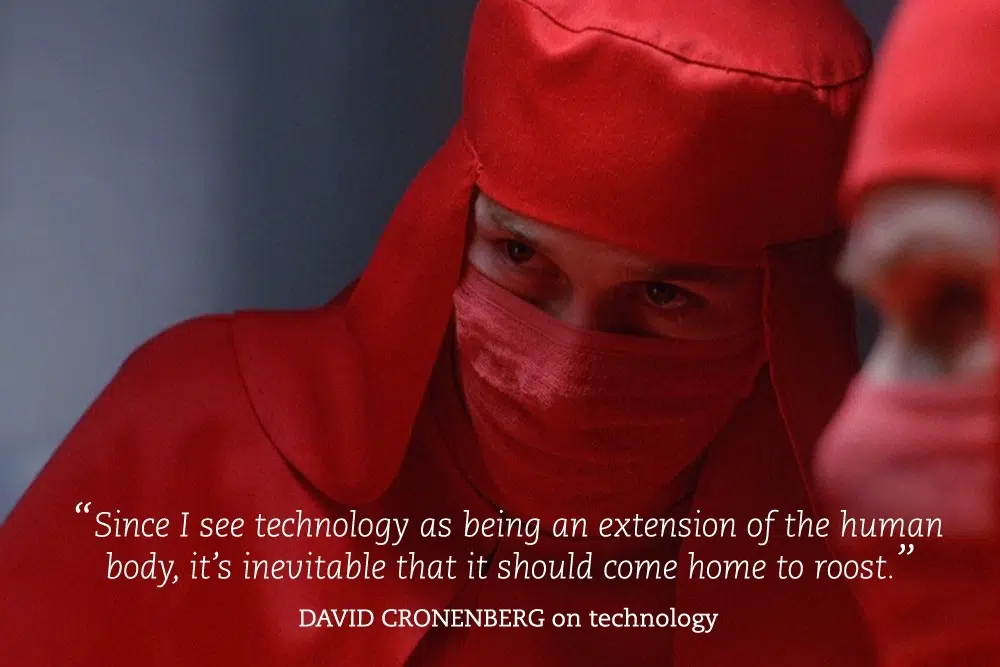 “Since I see technology as being an extension of the human
body, it’s inevitable that it should come home to roost.”
DAVID CRONENBERG on technology